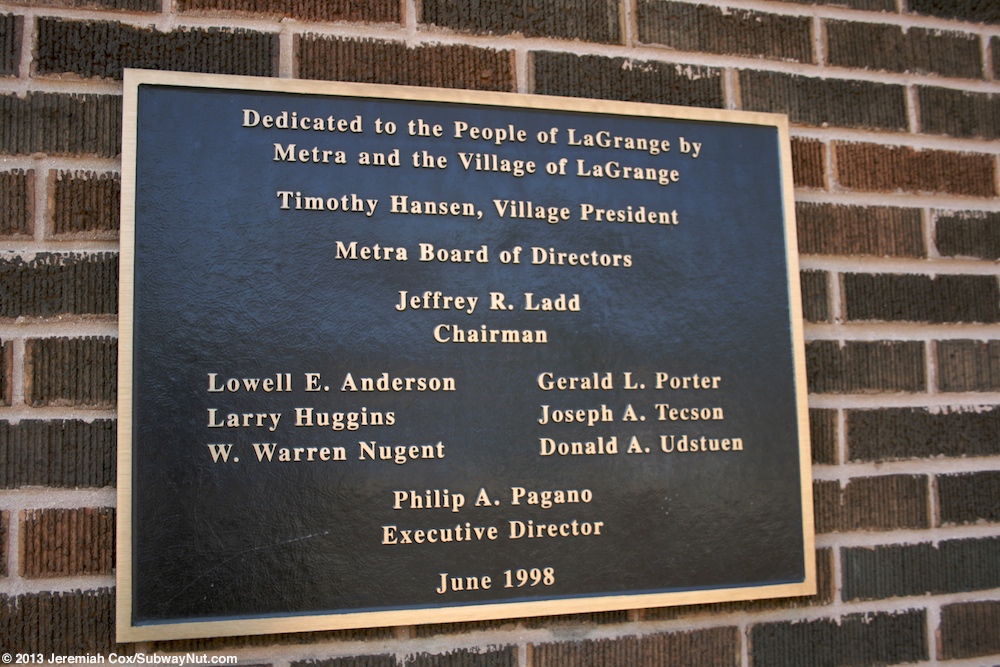 Dedicated to the People of LaGrange by
Metra and the Village of LaGrange
Timothy Hansen, Village President
Metra Board of Directors
Jeffrey R. Ladd
Chairman
Lowell E. Anderson
Larry Huggins
W. Warren Nugent
Gerald L. Porter
Joseph A. Tecson
Donald A. Udstuen
Philip A. Pagano
Executive Director
June 1998
© 2013 Jeremiah Cox/SubwayNut.com